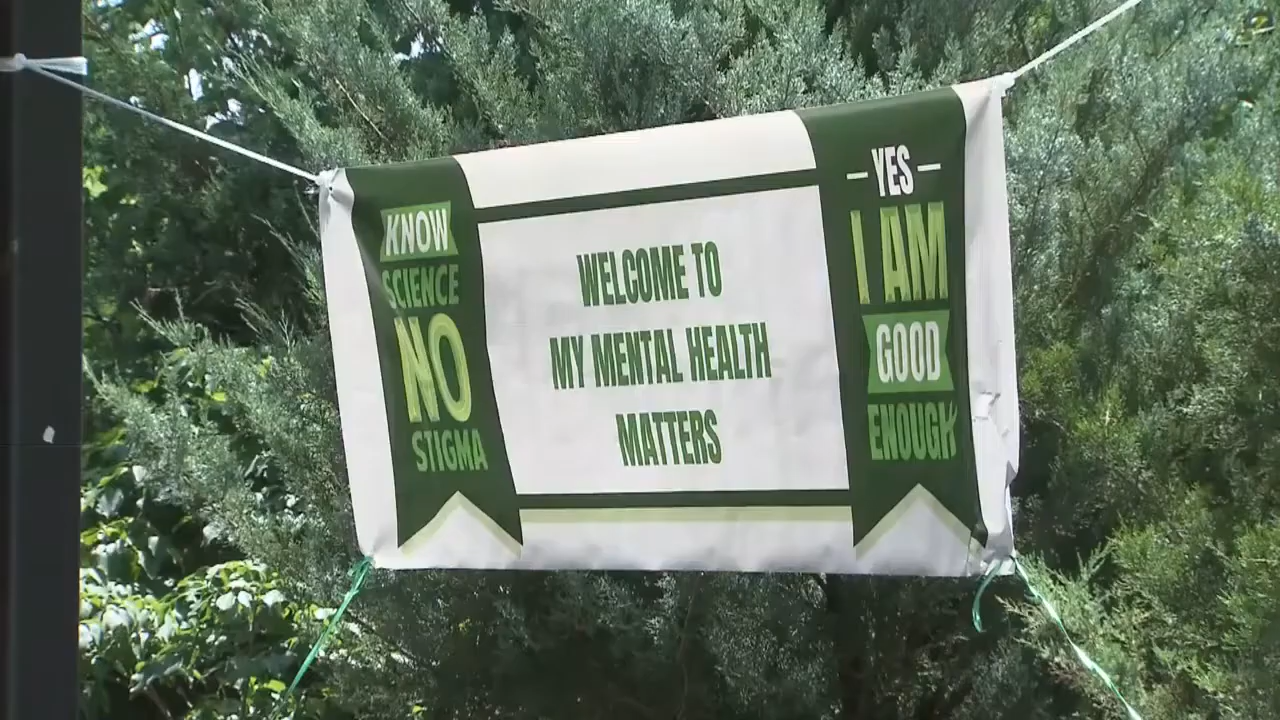 KNOW
SCIENCE
NO
STIGMA
WELCOME TO
MY MENTAL HEALTH
MATTERS
— YES —
I AM
GOOD
ENOUGH